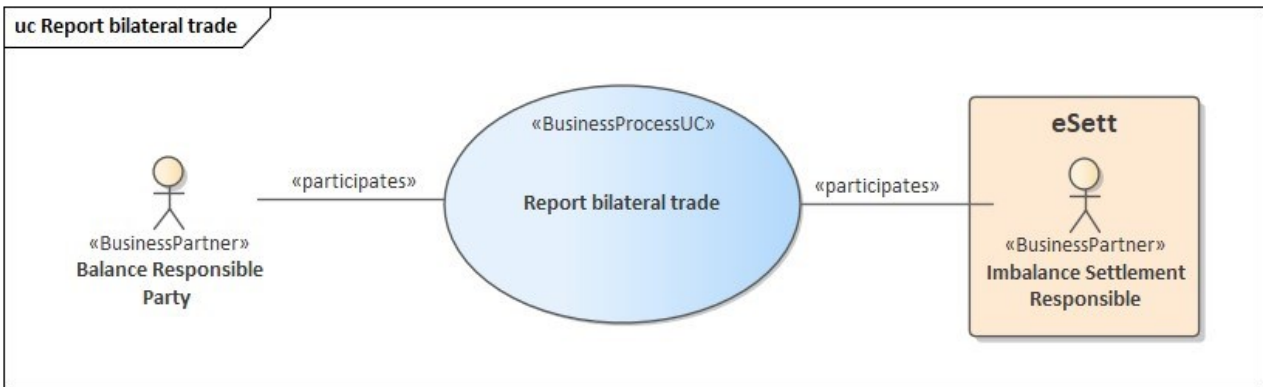 uc Report bilateral trade
«BusinessProcessUC»
eSett
«participates»
«participates»
Report bilateral trade
«BusinessPartner»
Balance Responsible
Party
«BusinessPartner»
Imbalance Settlement
Responsible